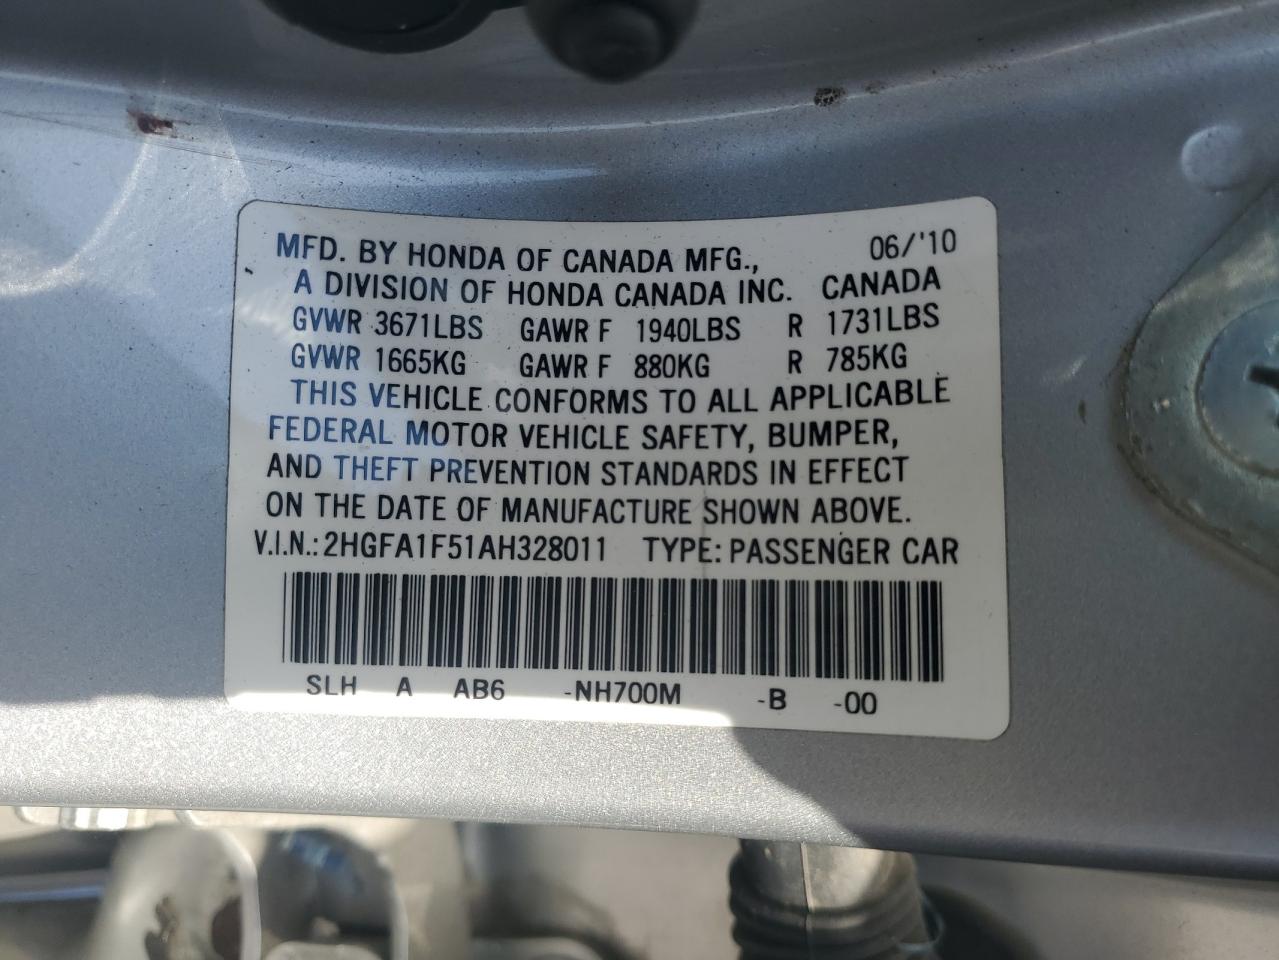 MFD. BY HONDA OF CANADA MFG., 06/'10
A DIVISION OF HONDA CANADA INC. CANADA
GVWR 3671LBS GAWR F 1940LBS R 1731LBS
GVWR 1665KG GAWR F 880KG R 785KG
THIS VEHICLE CONFORMS TO ALL APPLICABLE
FEDERAL MOTOR VEHICLE SAFETY, BUMPER,
AND THEFT PREVENTION STANDARDS IN EFFECT
ON THE DATE OF MANUFACTURE SHOWN ABOVE.
V.I.N.: 2HGFA1F51AH328011 TYPE: PASSENGER CAR
SLH A AB6 -NH700M -B -00